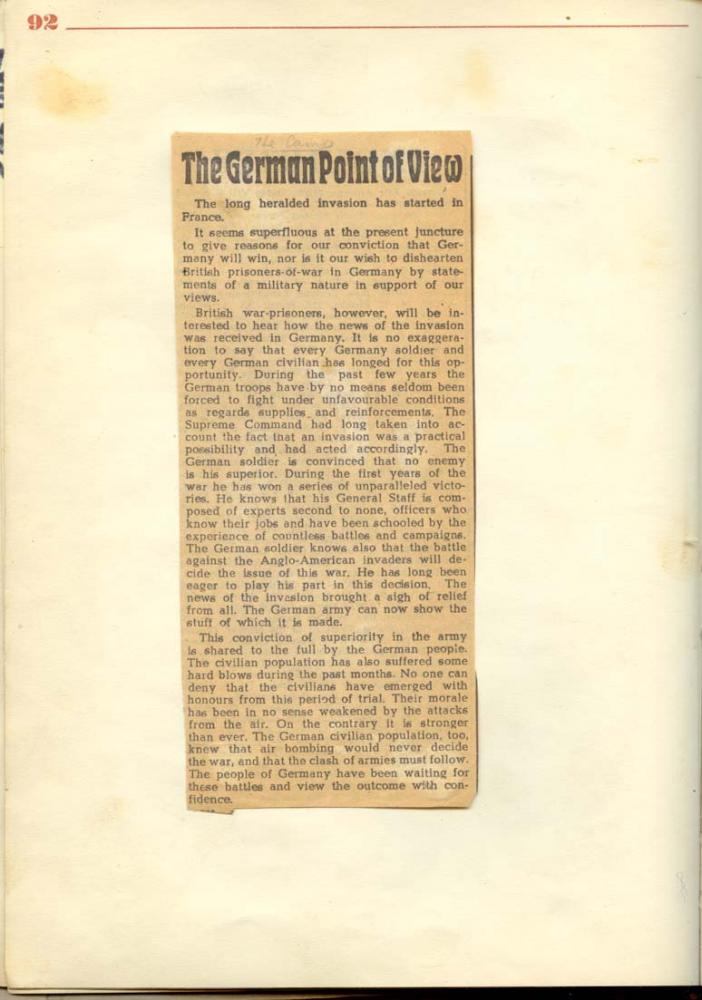 92
The Camp
The German Point of View
The long heralded invasion has started in
France.
It seems superfluous at the present juncture
to give reasons for our conviction that Ger-
many will win, nor is it our wish to dishearten
British prisoners-of-war in Germany by state-
ments of a military nature in support of our
views.
British war-prisoners, however, will be in-
terested to hear how the news of the invasion
was received in Germany. It is no exaggera-
tion to say that every Germany soldier and
every German civilian has longed for this op-
portunity. During the past few years the
German troops have by no means seldom been
forced to fight under unfavourable conditions
as regards supplies and reinforcements. The
Supreme Command had long taken into ac-
count the fact that an invasion was a practical
possibility and had acted accordingly. The
German soldier is convinced that no enemy
is his superior. During the first years of the
war he has won a series of unparalleled victo-
ries. He knows that his General Staff is com-
posed of experts second to none, officers who
know their jobs and have been schooled by the
experience of countless battles and campaigns.
The German soldier knows also that the battle
against the Anglo-American invaders will de-
cide the issue of this war. He has long been
eager to play his part in this decision. The
news of the invasion brought a sigh of relief
from all. The German army can now show the
stuff of which it is made.
This conviction of superiority in the army
is shared to the full by the German people.
The civilian population has also suffered some
hard blows during the past months. No one can
deny that the civilians have emerged with
honours from this period of trial. Their morale
has been in no sense weakened by the attacks
from the air. On the contrary it is stronger
than ever. The German civilian population, too,
knew that air bombing would never decide
the war, and that the clash of armies must follow.
The people of Germany have been waiting for
these battles and view the outcome with con-
fidence.